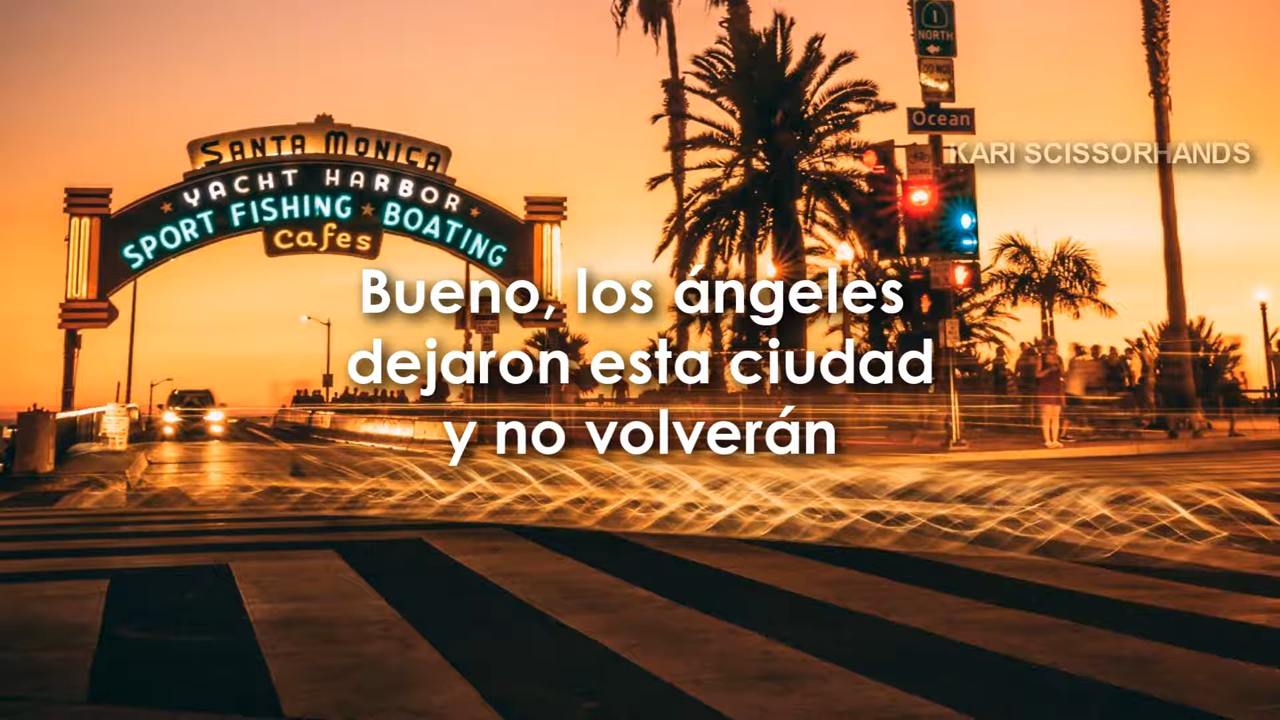 SANTA MONICA
YACHT HARBOR
SPORT FISHING ★ BOATING
cafes
1
NORTH
Ocean
KARI SCISSORHANDS
Bueno, los ángeles
dejaron esta ciudad
y no volverán